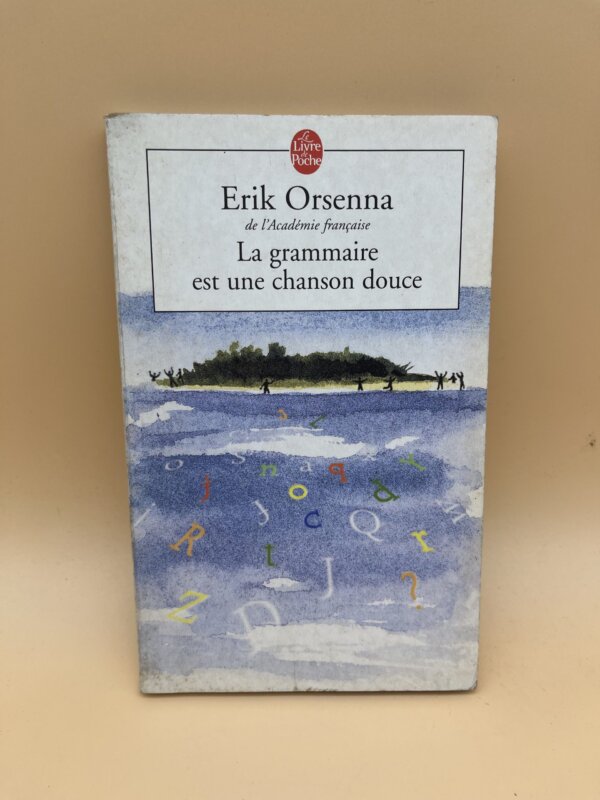 Le
Livre
de
Poche
Erik Orsenna
de l'Académie française
La grammaire
est une chanson douce
o S n a q y
j o d
J c Q M
R t r
J ?
Z D